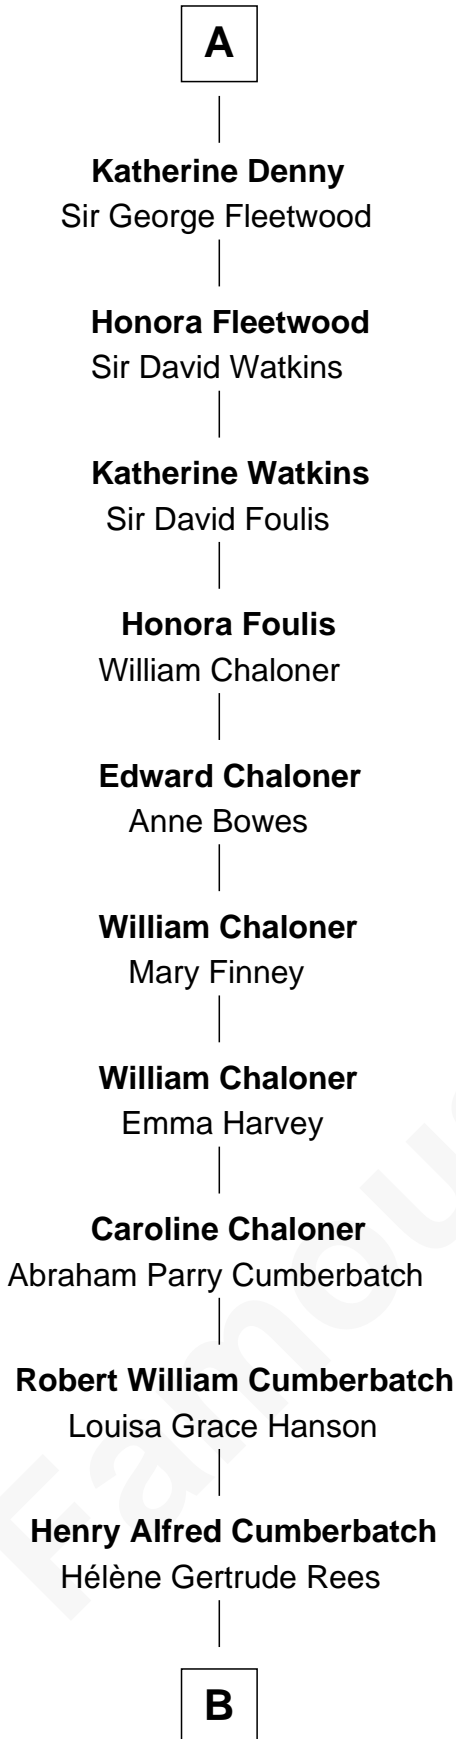 A
Katherine Denny
Sir George Fleetwood
Honora Fleetwood
Sir David Watkins
Katherine Watkins
Sir David Foulis
Honora Foulis
William Chaloner
Edward Chaloner
Anne Bowes
William Chaloner
Mary Finney
William Chaloner
Emma Harvey
Caroline Chaloner
Abraham Parry Cumberbatch
Robert William Cumberbatch
Louisa Grace Hanson
Henry Alfred Cumberbatch
Hélène Gertrude Rees
B
Famou